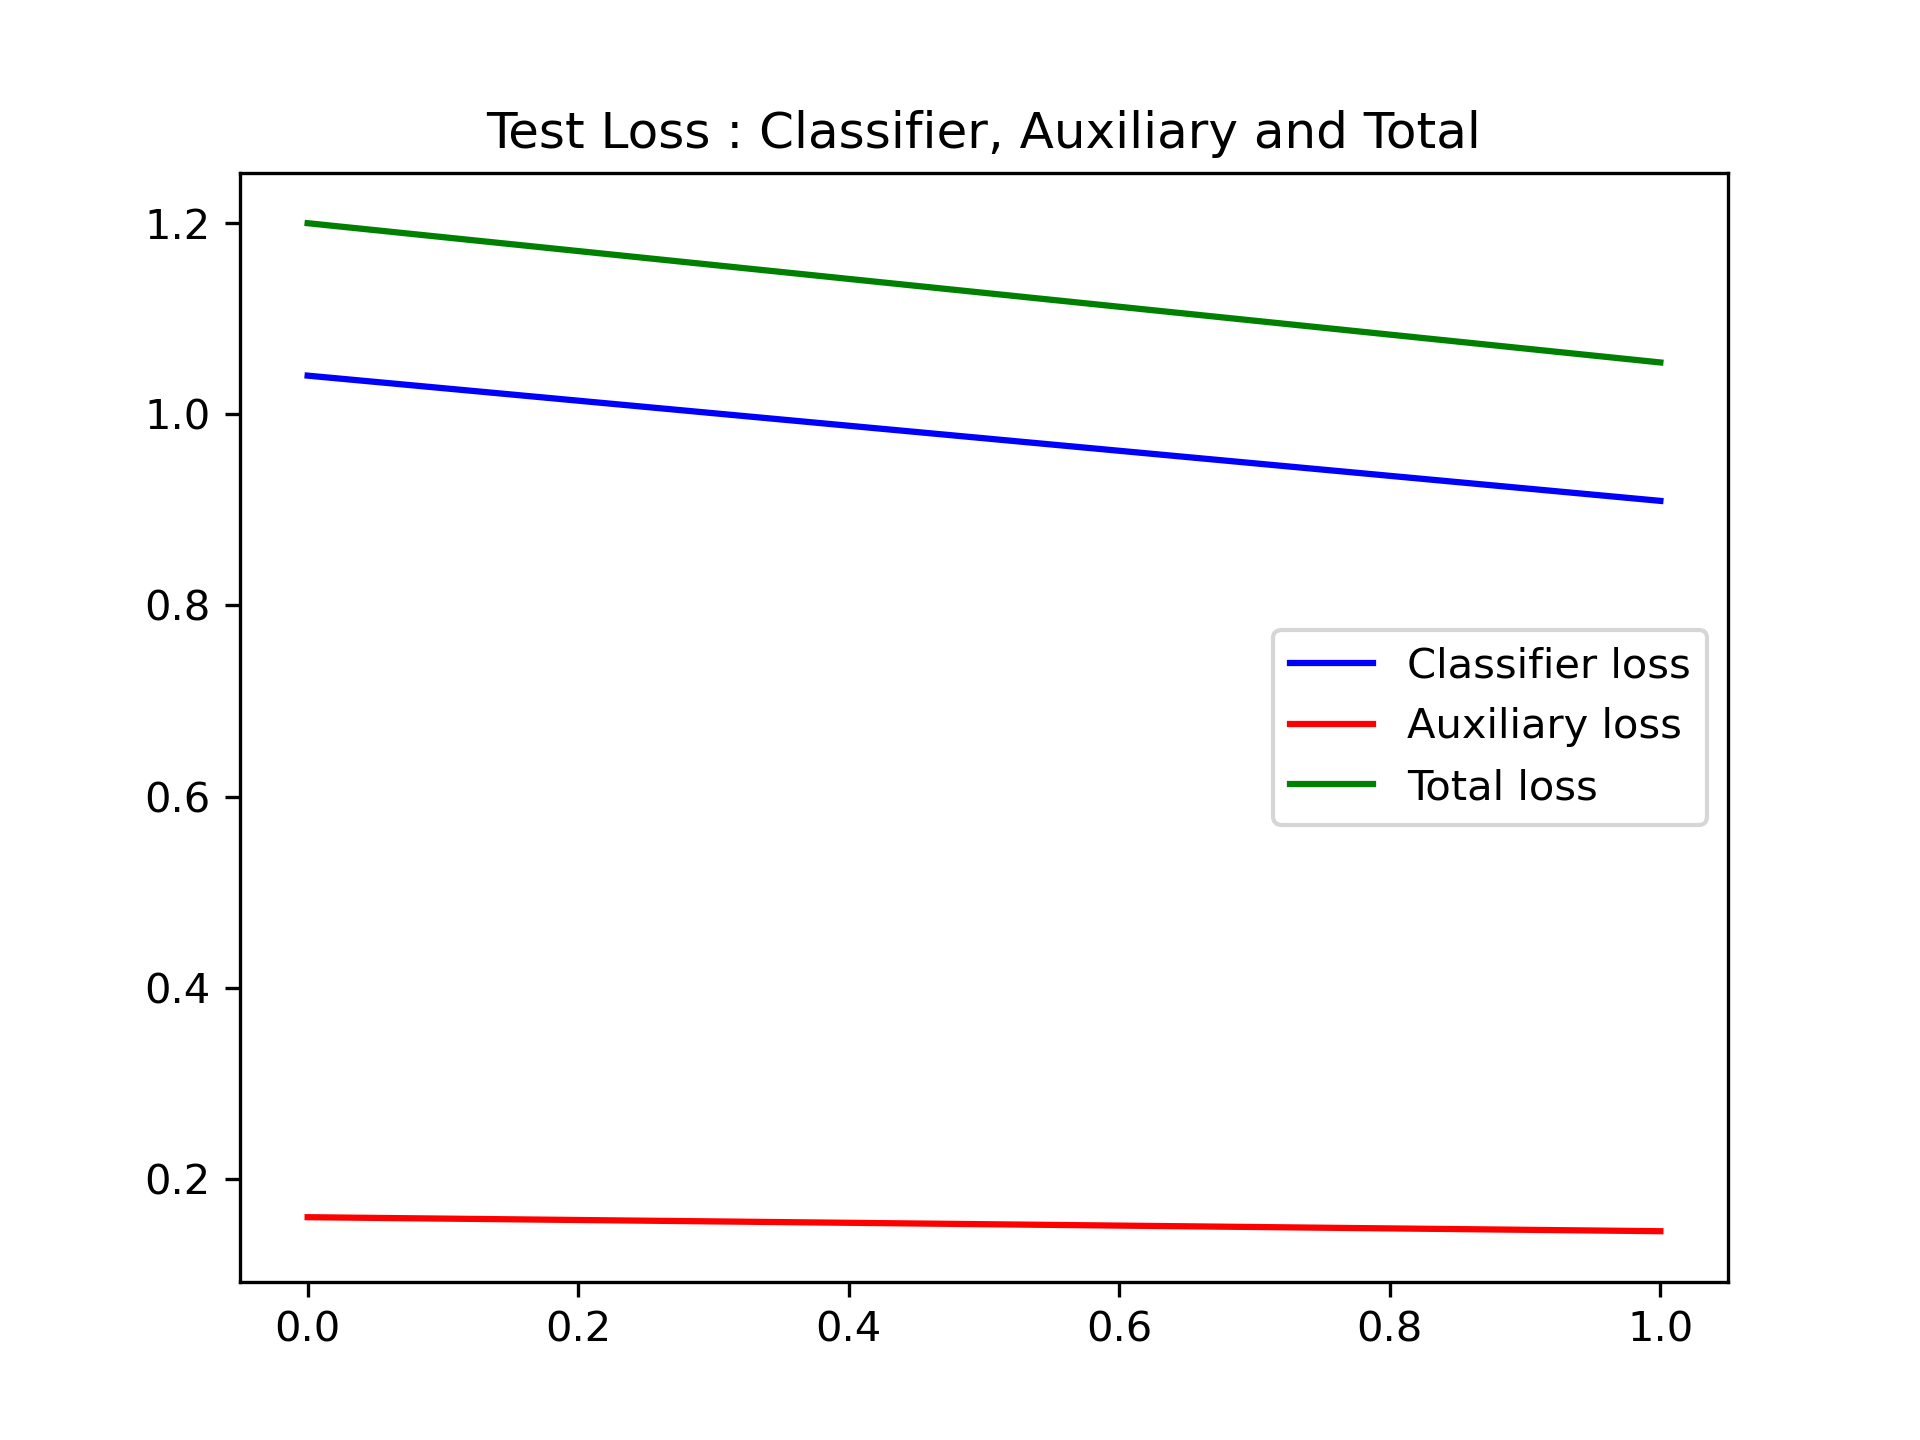 Test Loss : Classifier, Auxiliary and Total
1.2
1.0
0.8
0.6
0.4
0.2
Classifier loss
Auxiliary loss
Total loss
0.0 0.2 0.4 0.6 0.8 1.0